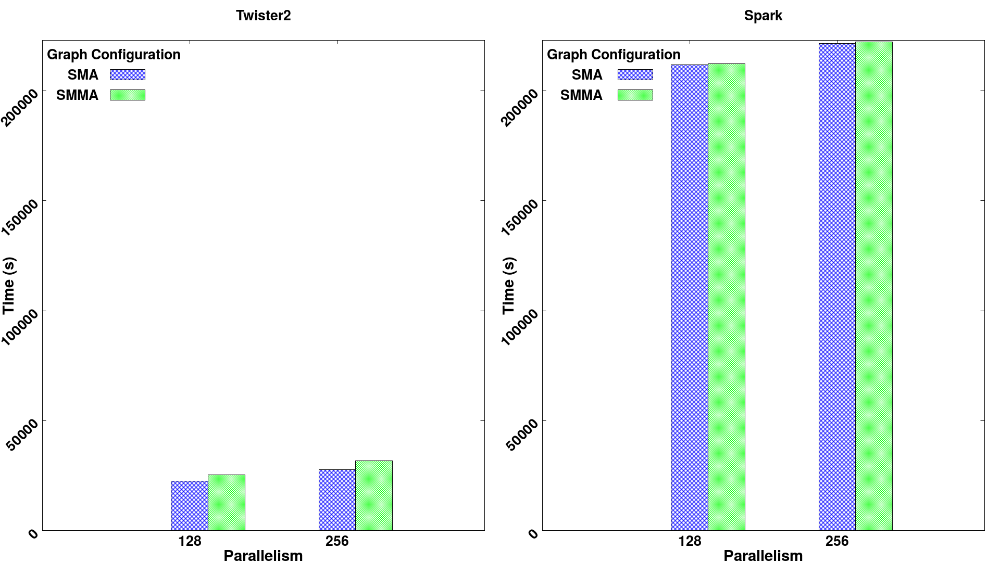 Twister2
Graph Configuration
SMA
SMMA
200000
150000
100000
50000
0
Time (s)
128 256
Parallelism
Spark
Graph Configuration
SMA
SMMA
200000
150000
100000
50000
0
Time (s)
128 256
Parallelism